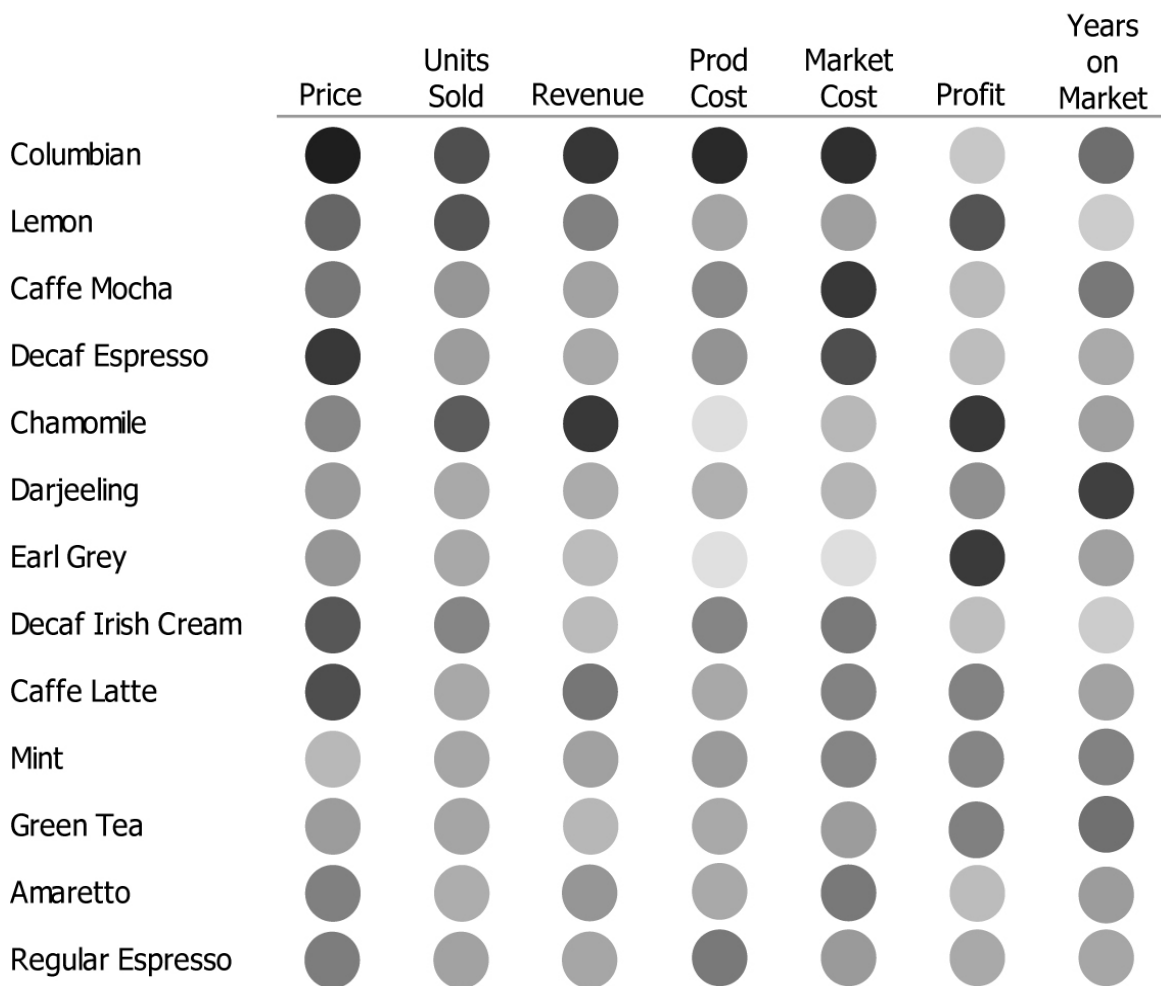 Price
Units
Sold
Revenue
Prod
Cost
Market
Cost
Profit
Years
on
Market
Columbian
Lemon
Caffe Mocha
Decaf Espresso
Chamomile
Darjeeling
Earl Grey
Decaf Irish Cream
Caffe Latte
Mint
Green Tea
Amaretto
Regular Espresso